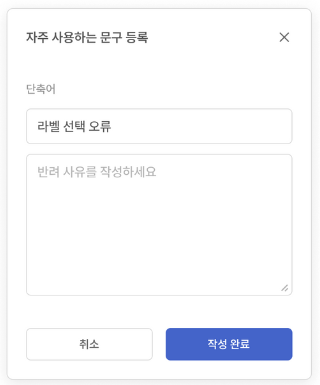 자주 사용하는 문구 등록
단축어
라벨 선택 오류
반려 사유를 작성하세요
취소
작성 완료